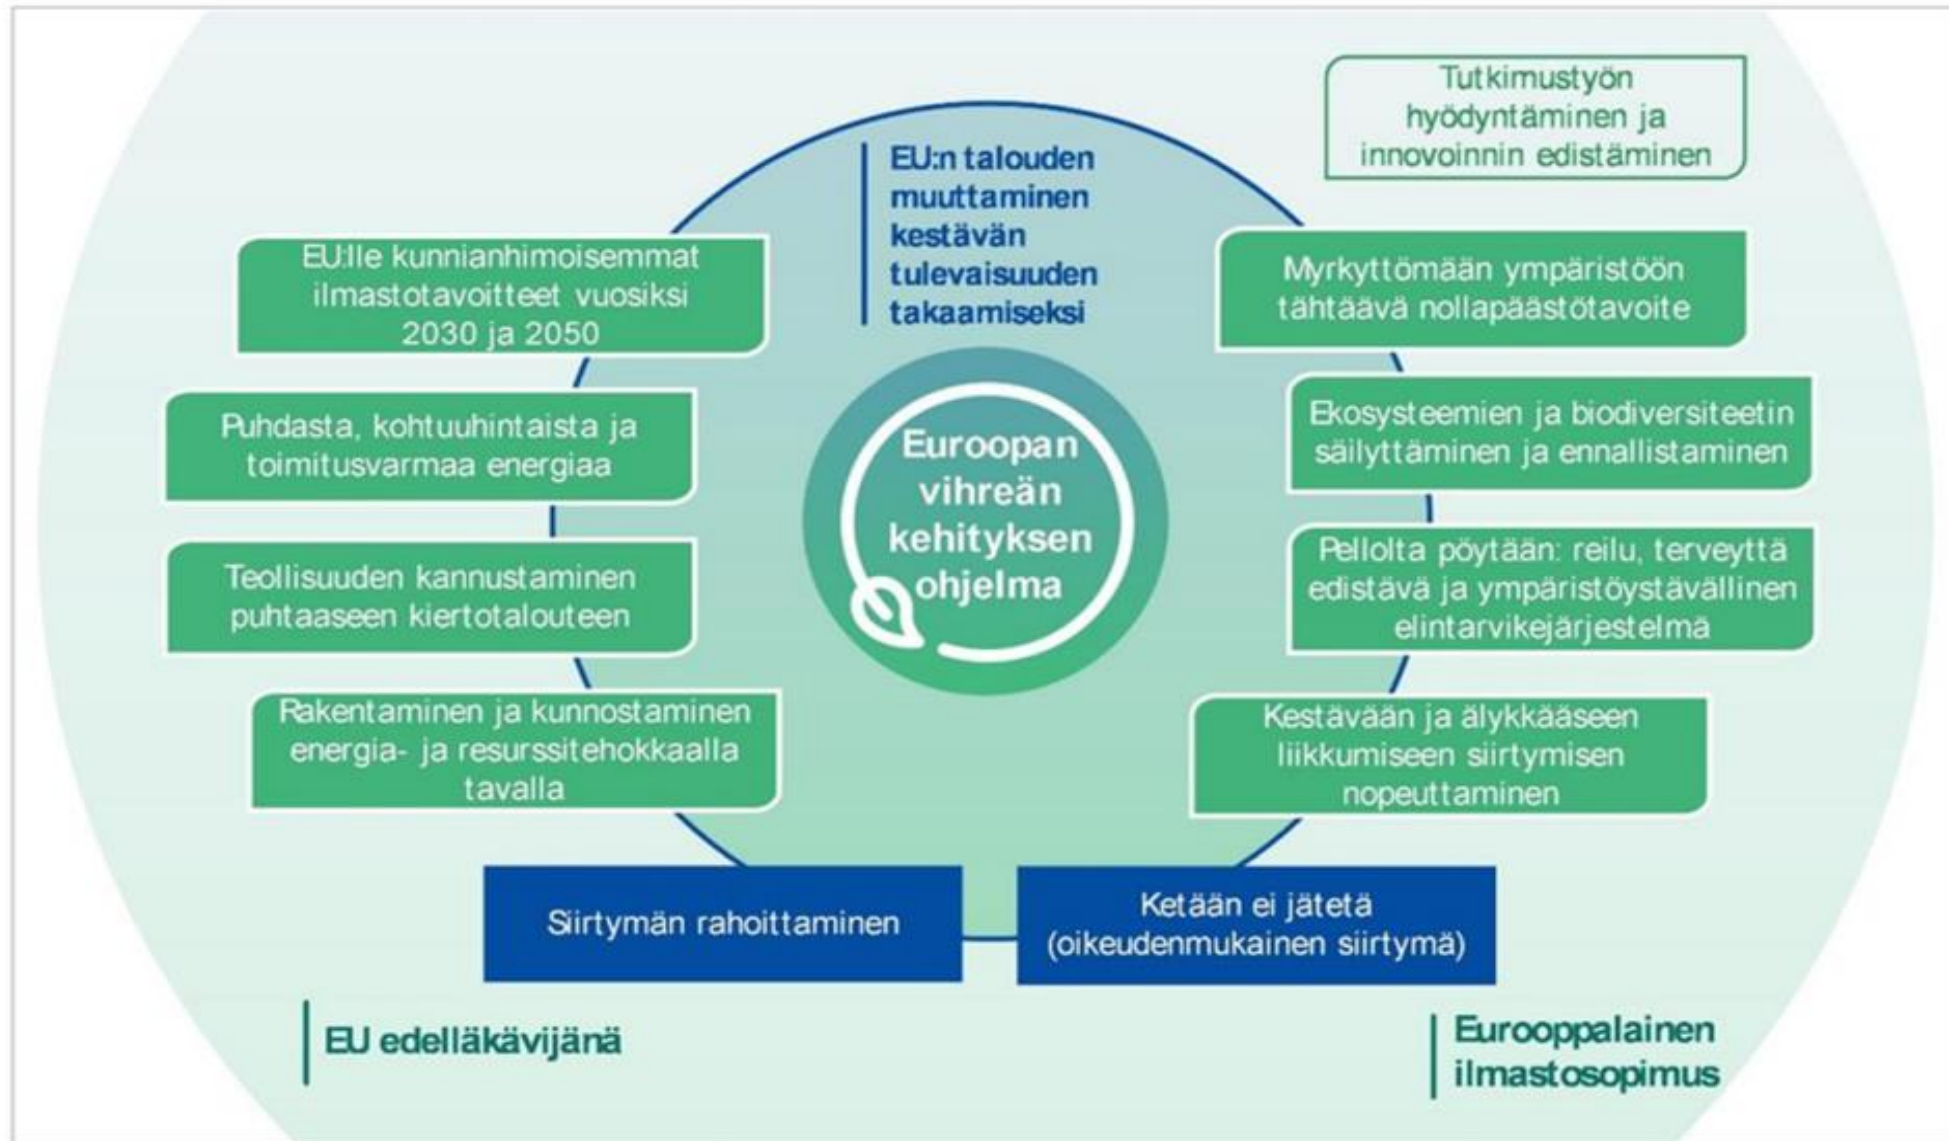 Tutkimustyön
hyödyntäminen ja
innovoinnin edistäminen
EU:n talouden
muuttaminen
kestävän
tulevaisuuden
takaamiseksi
EU:lle kunnianhimoisemmat
ilmastotavoitteet vuosiksi
2030 ja 2050
Myrkyttömään ympäristöön
tähtäävä nollapäästötavoite
Puhdasta, kohtuuhintaista ja
toimitusvarmaa energiaa
Ekosysteemien ja biodiversiteetin
säilyttäminen ja ennallistaminen
Euroopan
vihreän
kehityksen
ohjelma
Teollisuuden kannustaminen
puhtaaseen kiertotalouteen
Pellolta pöytään: reilu, terveyttä
edistävä ja ympäristöystävällinen
elintarvikejärjestelmä
Rakentaminen ja kunnostaminen
energia- ja resurssitehokkaalla
tavalla
Kestävään ja älykkääseen
liikkumiseen siirtymisen
nopeuttaminen
Siirtymän rahoittaminen
Ketään ei jätetä
(oikeudenmukainen siirtymä)
EU edelläkävijänä
Eurooppalainen
ilmastosopimus